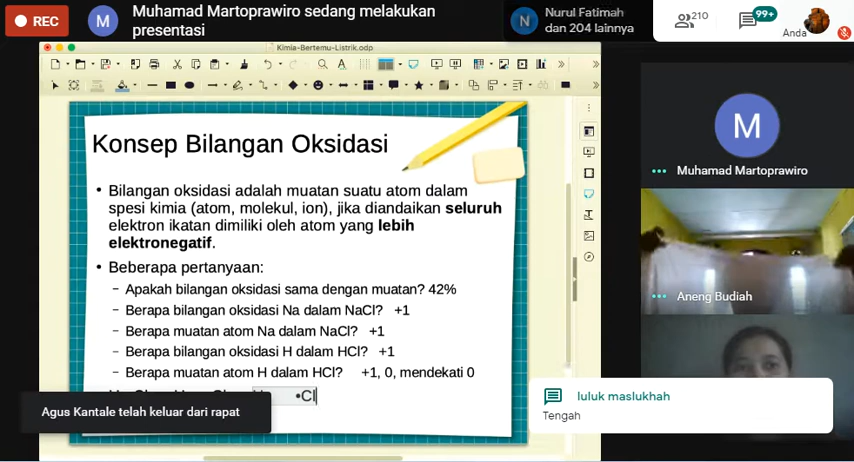 REC
M
Muhamad Martoprawiro sedang melakukan
presentasi
N
Nurul Fatimah
dan 204 lainnya
210
99+
Anda
Kimia-Bertemu-Listrik.odp
Konsep Bilangan Oksidasi
• Bilangan oksidasi adalah muatan suatu atom dalam
spesi kimia (atom, molekul, ion), jika diandaikan seluruh
elektron ikatan dimiliki oleh atom yang lebih
elektronegatif.
• Beberapa pertanyaan:
– Apakah bilangan oksidasi sama dengan muatan? 42%
– Berapa bilangan oksidasi Na dalam NaCl? +1
– Berapa muatan atom Na dalam NaCl? +1
– Berapa bilangan oksidasi H dalam HCl? +1
– Berapa muatan atom H dalam HCl? +1, 0, mendekati 0
•Cl
M
Muhamad Martoprawiro
Aneng Budiah
Agus Kantale telah keluar dari rapat
luluk maslukhah
Tengah